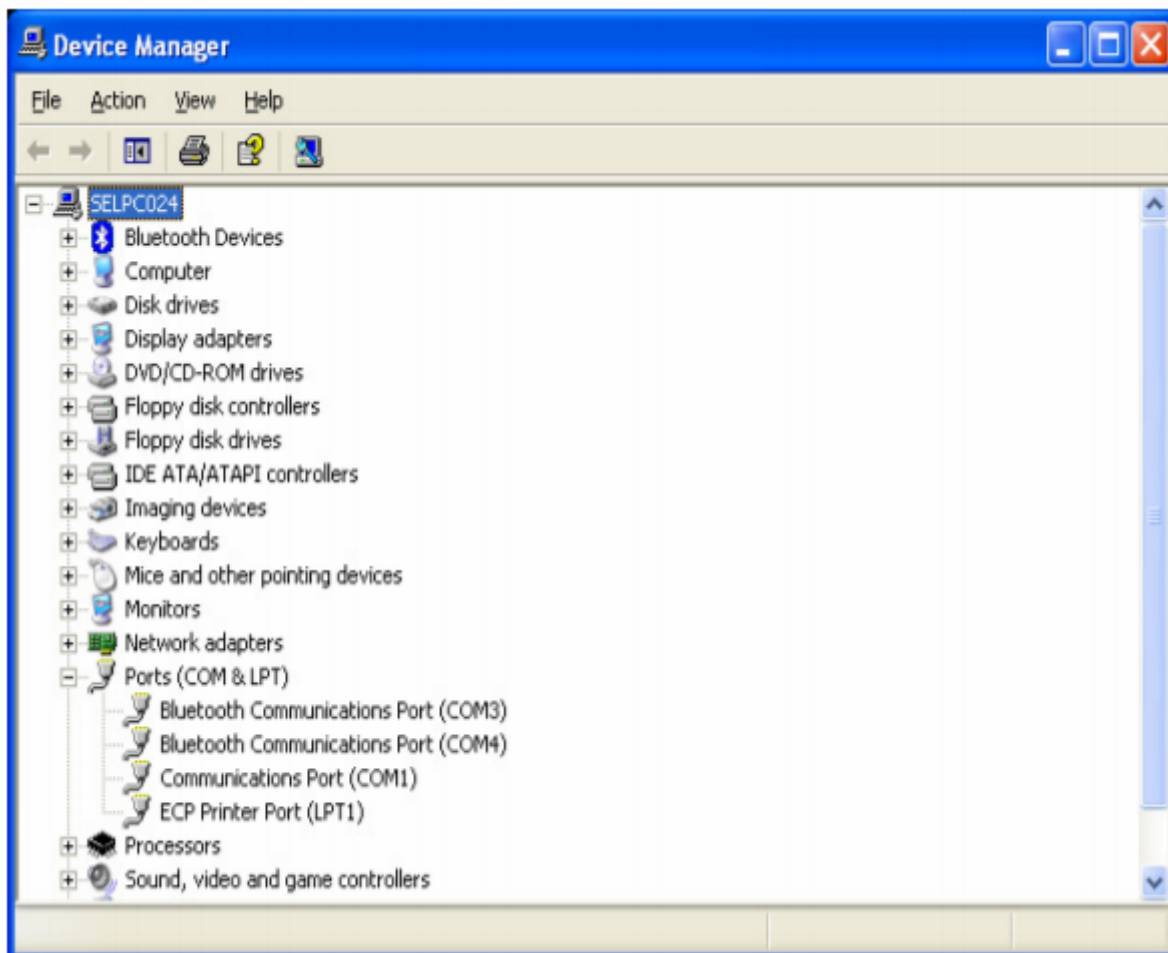 Device Manager
File Action View Help
SELPC024
Bluetooth Devices
Computer
Disk drives
Display adapters
DVD/CD-ROM drives
Floppy disk controllers
Floppy disk drives
IDE ATA/ATAPI controllers
Imaging devices
Keyboards
Mice and other pointing devices
Monitors
Network adapters
Ports (COM & LPT)
Bluetooth Communications Port (COM3)
Bluetooth Communications Port (COM4)
Communications Port (COM1)
ECP Printer Port (LPT1)
Processors
Sound, video and game controllers